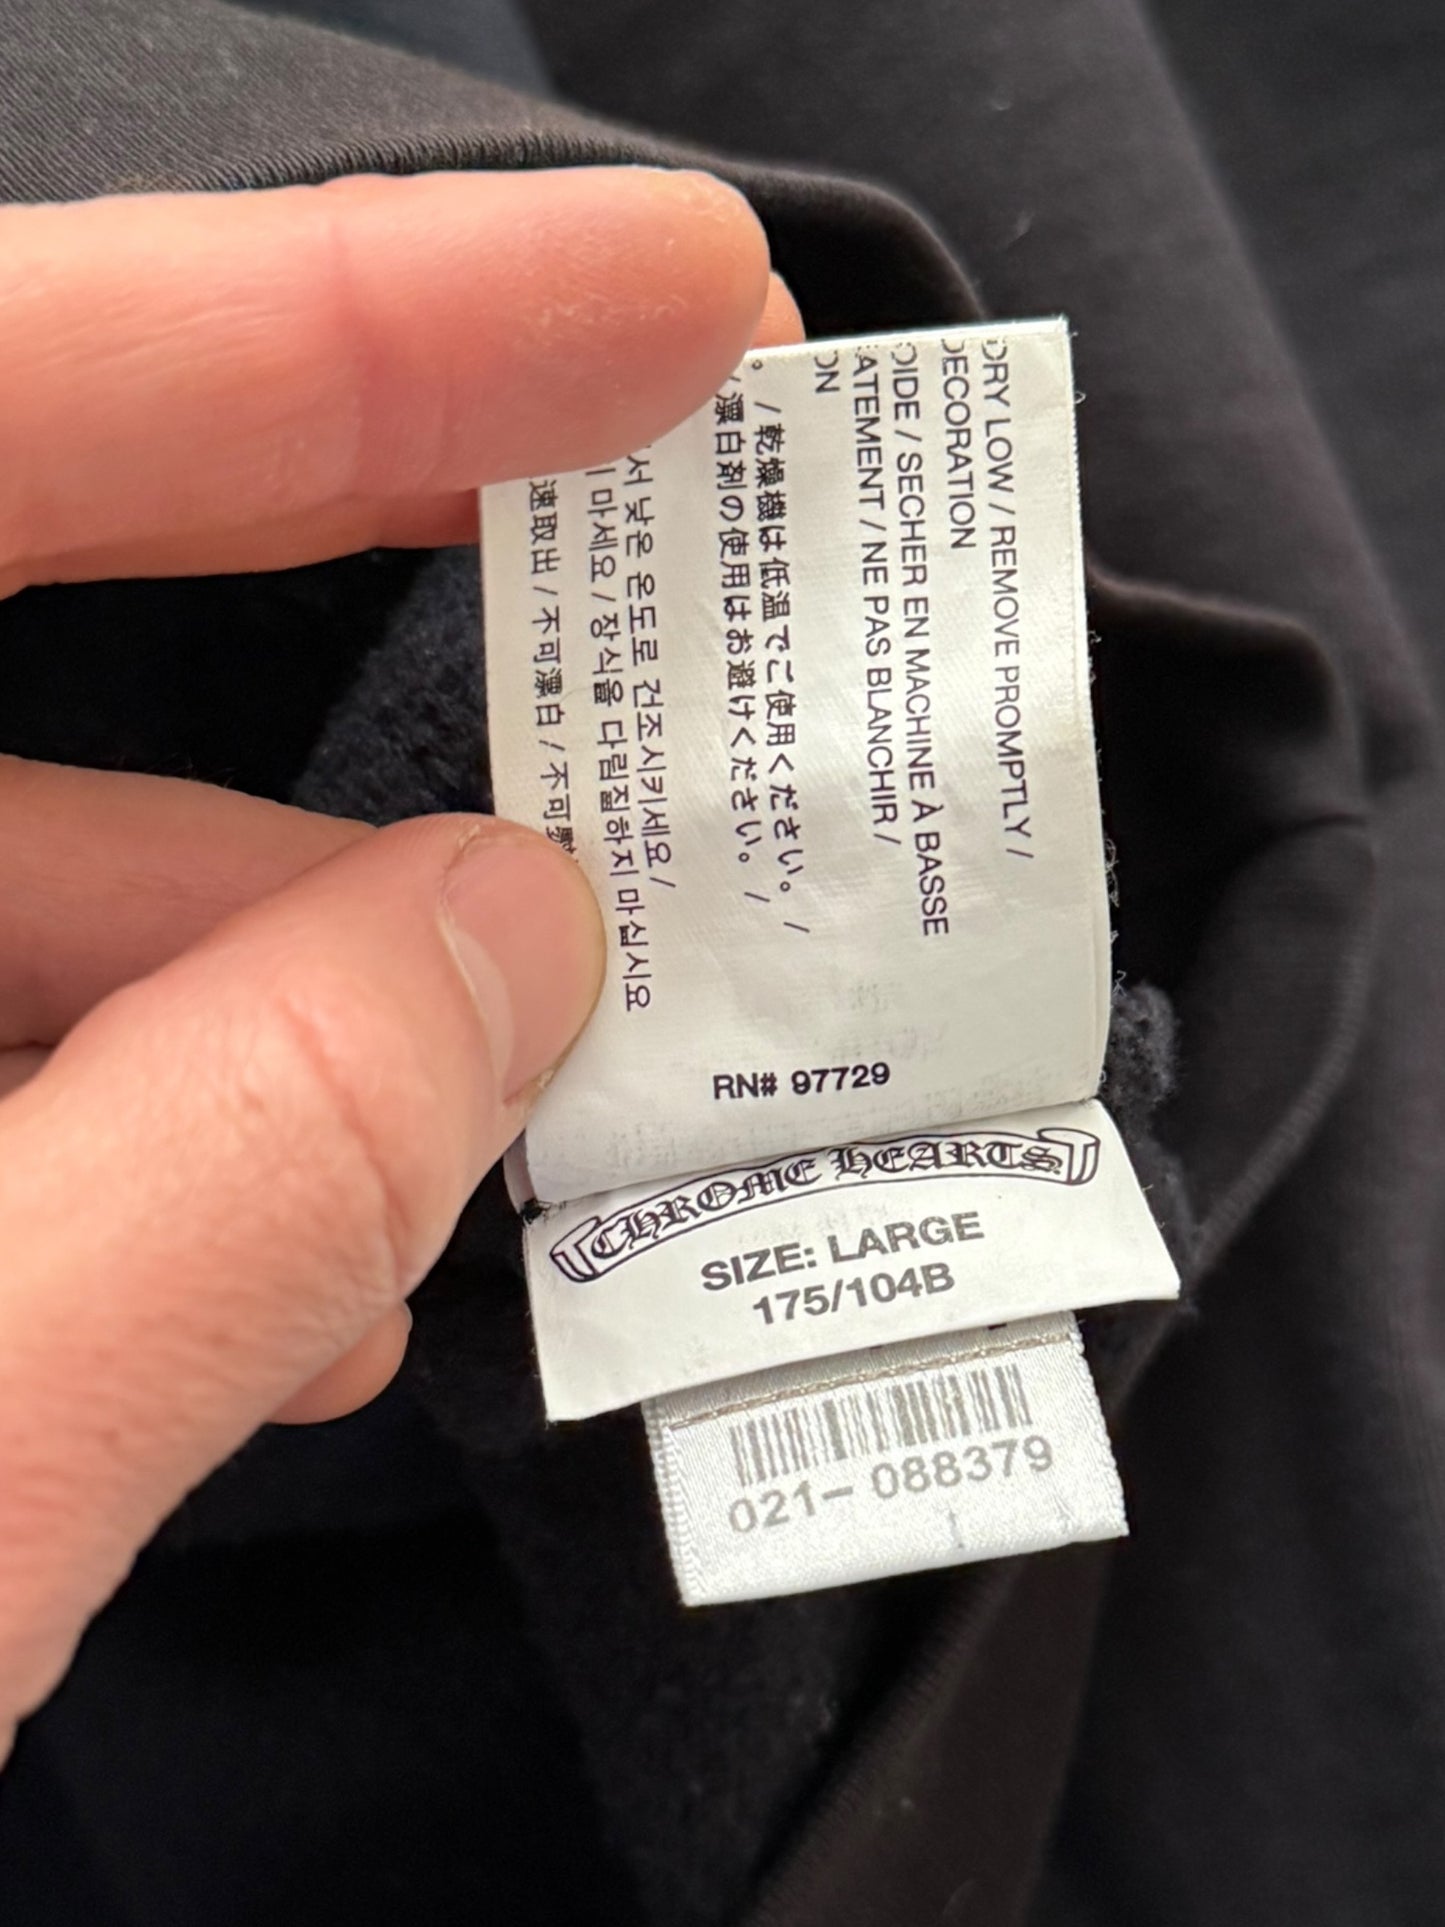 DRY LOW / REMOVE PROMPTLY /
DECORATION
OIDE / SECHER EN MACHINE À BASSE
ATEMENT / NE PAS BLANCHIR /
ON
。 / 乾燥機は低温でご使用ください。 /
/ 漂白剤の使用はお避けください。 /
서 낮은 온도로 건조시키세요 /
마세요 / 장식을 다림질하지 마십시요
速取出 / 不可漂白 / 不可
RN# 97729
CHROME HEARTS
SIZE: LARGE
175/104B
021-088379